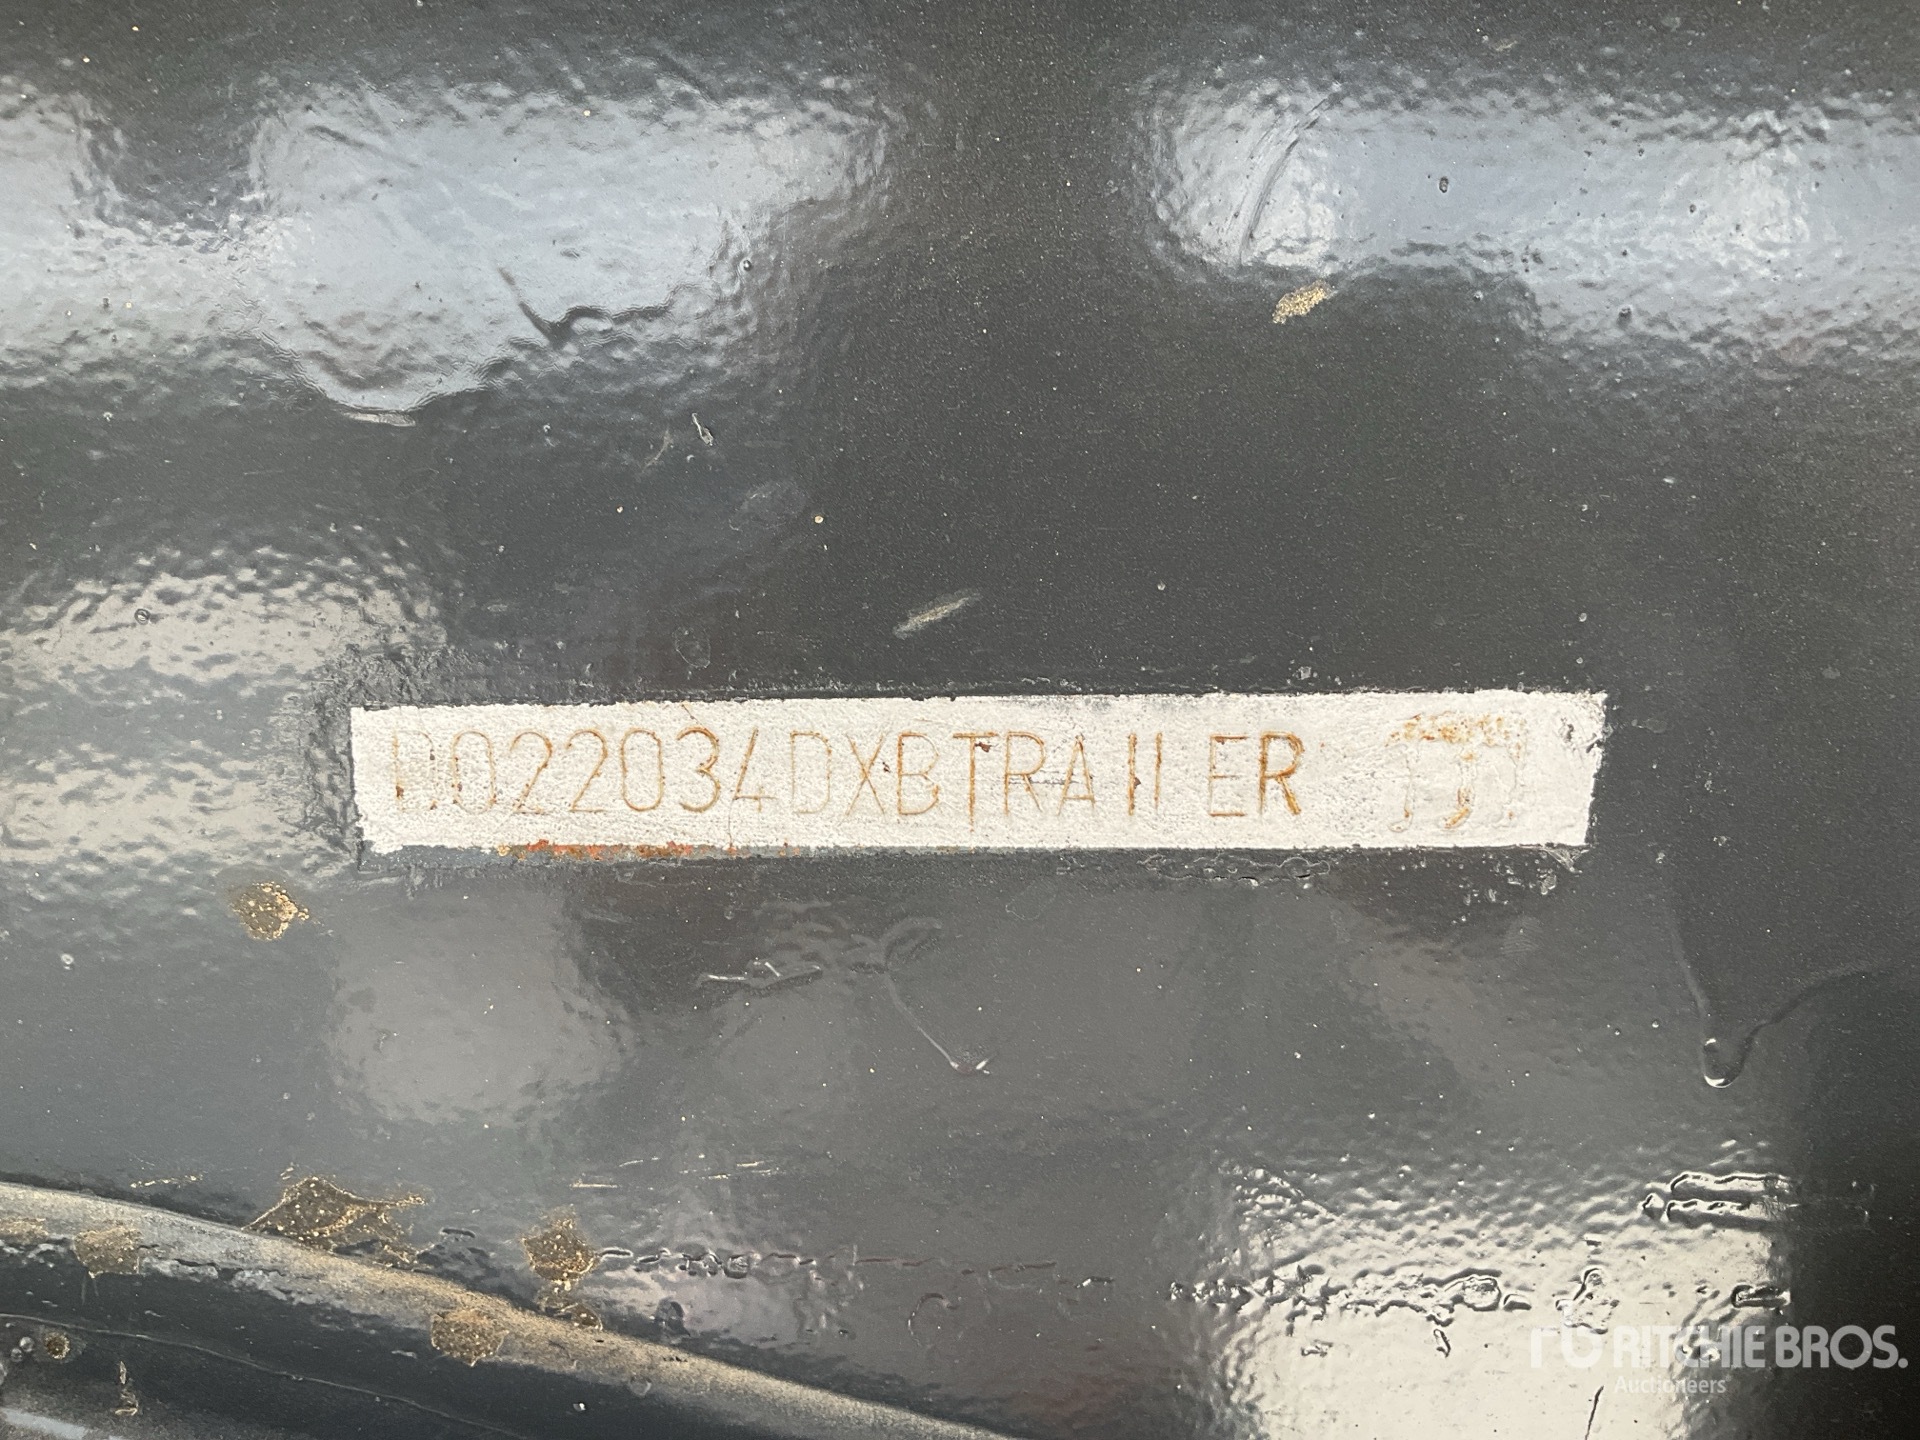 D022034DXBTRAILER
RITCHIE BROS.
Auctioneers